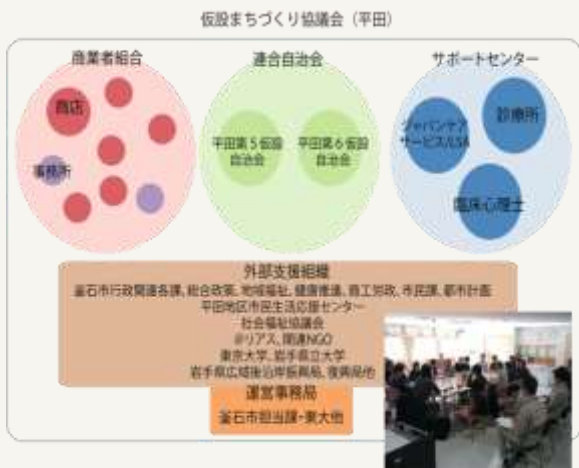 仮設まちづくり協議会（平田）
商業者組合
連合自治会
サポートセンター
商店
事務所
平田第5仮設
自治会
平田第6仮設
自治会
ジャパンケア
サービス/LSA
診療所
臨床心理士
外部支援組織
釜石市行政関連各課、総合政策、地域福祉、健康推進、商工労政、市民課、都市計画
平田地区市民生活応援センター
社会福祉協議会
@リアス、関連NGO
東京大学、岩手県立大学
岩手県広域後沿岸振興局、復興局他
運営事務局
釜石市担当課・東大他